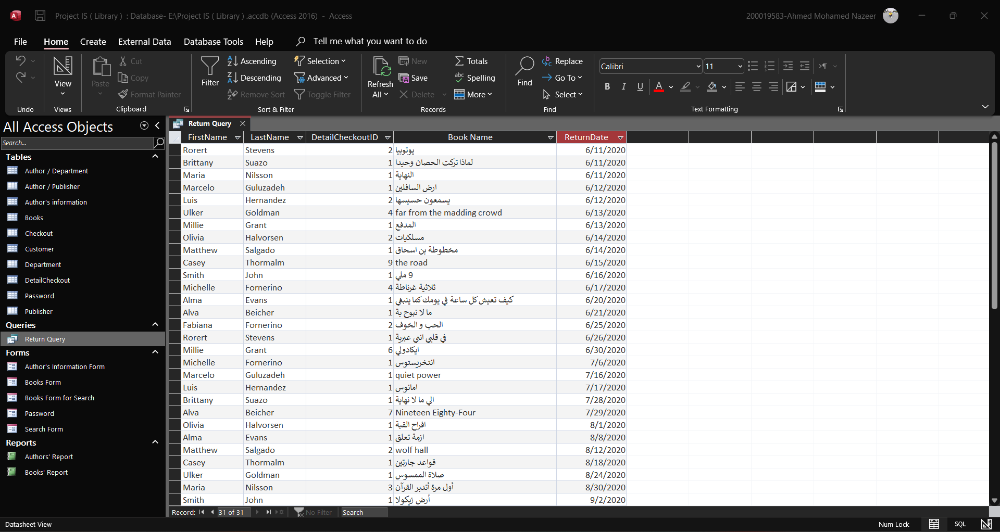 Project IS ( Library ) : Database- E:\Project IS ( Library ) .accdb (Access 2016) - Access
200019583-Ahmed Mohamed Nazeer
File Home Create External Data Database Tools Help Tell me what you want to do
Undo
View
Views
Paste
Cut
Copy
Format Painter
Clipboard
Filter
Ascending
Descending
Remove Sort
Selection
Advanced
Toggle Filter
Sort & Filter
Refresh All
New
Save
Delete
Totals
Spelling
More
Records
Find
Replace
Go To
Select
Find
Calibri 11
B I U A
Text Formatting
All Access Objects
Search...
Tables
Author / Department
Author / Publisher
Author's information
Books
Checkout
Customer
Department
DetailCheckout
Password
Publisher
Queries
Return Query
Forms
Author's Information Form
Books Form
Books Form for Search
Password
Search Form
Reports
Authors' Report
Books' Report
Return Query
FirstName LastName DetailCheckoutID Book Name ReturnDate
Rorert Stevens 2 يوتوبيا 6/11/2020
Brittany Suazo 1 لماذا تركت الحصان وحيدا 6/11/2020
Maria Nilsson 1 النهاية 6/11/2020
Marcelo Guluzadeh 1 ارض السافلين 6/12/2020
Luis Hernandez 2 يسمعون حسيسها 6/12/2020
Ulker Goldman 4 far from the madding crowd 6/13/2020
Millie Grant 1 المدفع 6/13/2020
Olivia Halvorsen 2 مسلكيات 6/14/2020
Matthew Salgado 1 مخطوطة بن اسحاق 6/14/2020
Casey Thormalm 9 the road 6/15/2020
Smith John 1 9 ملي 6/16/2020
Michelle Fornerino 4 ثلاثية غرناطة 6/17/2020
Alma Evans 1 كيف تعيش كل ساعة في يومك كما ينبغي 6/20/2020
Alva Beicher 1 ما لا نبوح بة 6/21/2020
Fabiana Fornerino 2 الحب و الخوف 6/25/2020
Rorert Stevens 1 في قلبي انثي عبرية 6/26/2020
Millie Grant 6 ايكادولي 6/30/2020
Michelle Fornerino 1 انتخريستوس 7/6/2020
Marcelo Guluzadeh 1 quiet power 7/16/2020
Luis Hernandez 1 امانوس 7/17/2020
Brittany Suazo 1 الي ما لا نهاية 7/28/2020
Alva Beicher 7 Nineteen Eighty-Four 7/29/2020
Olivia Halvorsen 1 افراح القبة 8/1/2020
Alma Evans 1 ازمة تعلق 8/8/2020
Matthew Salgado 2 wolf hall 8/12/2020
Casey Thormalm 1 قواعد جارتين 8/18/2020
Ulker Goldman 1 صلاة الممسوس 8/24/2020
Maria Nilsson 3 أول مرة أتدبر القرآن 8/30/2020
Smith John 1 أرض زيكولا 9/2/2020
Record: 31 of 31 No Filter Search
Datasheet View Num Lock SQL